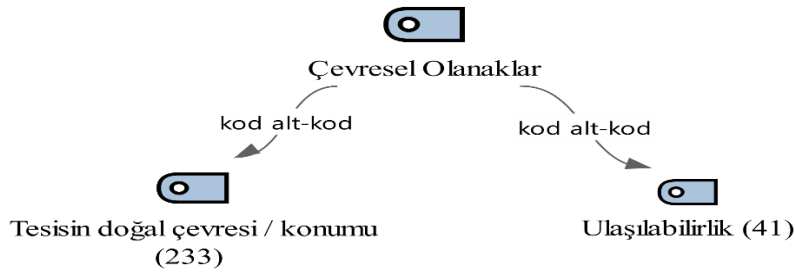 Çevresel Olanaklar
kod alt-kod
kod alt-kod
Tesisin doğal çevresi / konumu
(233)
Ulaşılabilirlik (41)